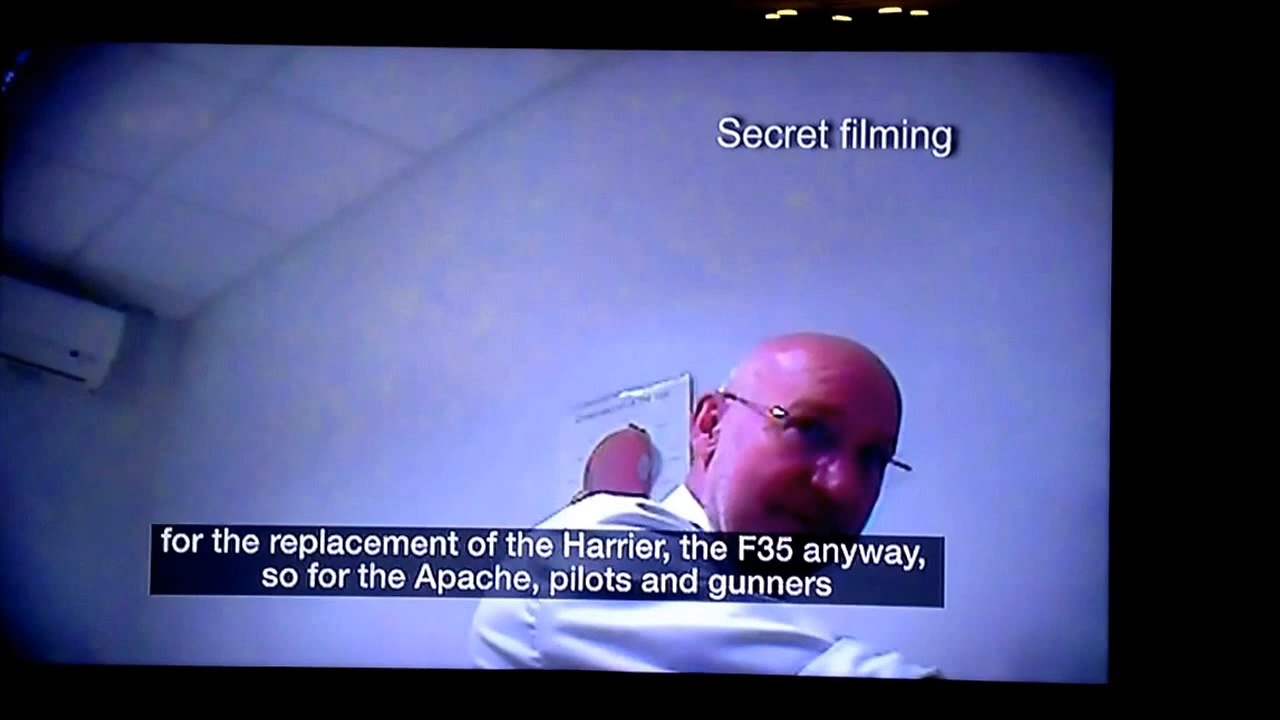 Secret filming
for the replacement of the Harrier, the F35 anyway,
so for the Apache, pilots and gunners